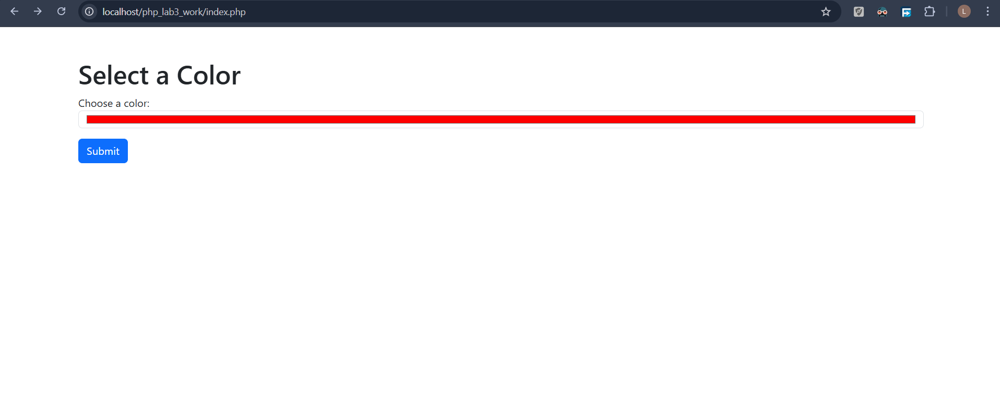 localhost/php_lab3_work/index.php
L
Select a Color
Choose a color:
Submit